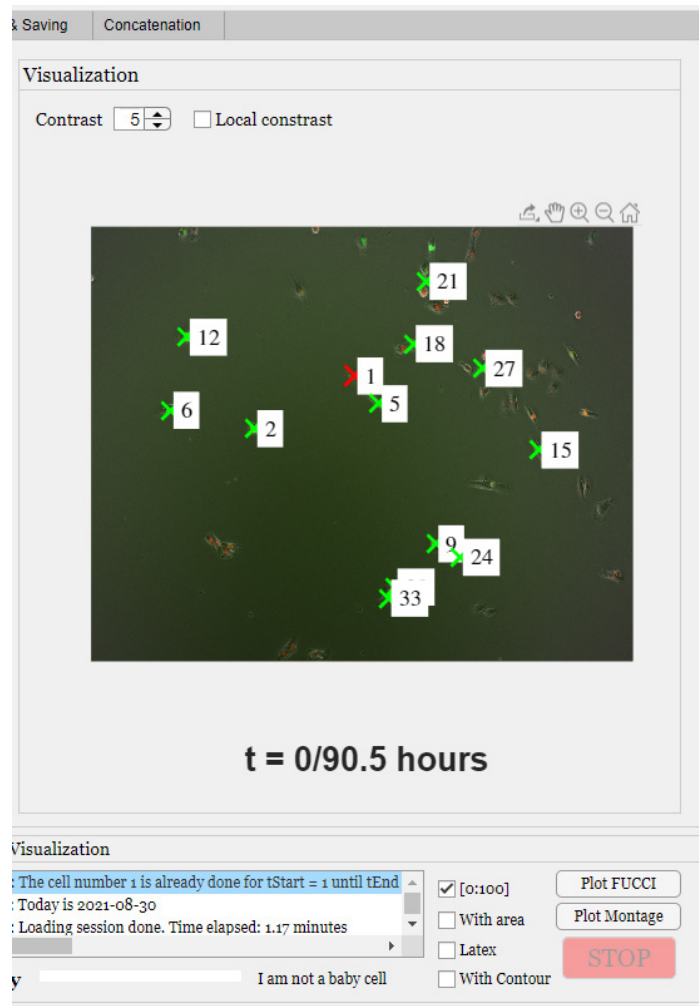 & Saving Concatenation
Visualization
Contrast 5 Local constrast
21
12
18
27
1
5
6
2
15
9
24
33
t = 0/90.5 hours
Visualization
: The cell number 1 is already done for tStart = 1 until tEnd
: Today is 2021-08-30
: Loading session done. Time elapsed: 1.17 minutes
[0:100]
With area
Latex
With Contour
Plot FUCCI
Plot Montage
STOP
y I am not a baby cell